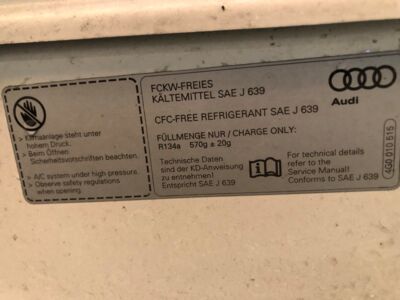 FCKW-FREIES
KÄLTEMITTEL SAE J 639
CFC-FREE REFRIGERANT SAE J 639
FÜLLMENGE NUR / CHARGE ONLY:
R134a 570g ± 20g
Technische Daten
sind der KD-Anweisung
zu entnehmen!
Entspricht SAE J 639
For technical details
refer to the
Service Manual!
Conforms to SAE J 639
Audi
4G0 010 515
> Klimaanlage steht unter
hohem Druck.
> Beim Öffnen
Sicherheitsvorschriften beachten.
> A/C system under high pressure.
> Observe safety regulations
when opening.